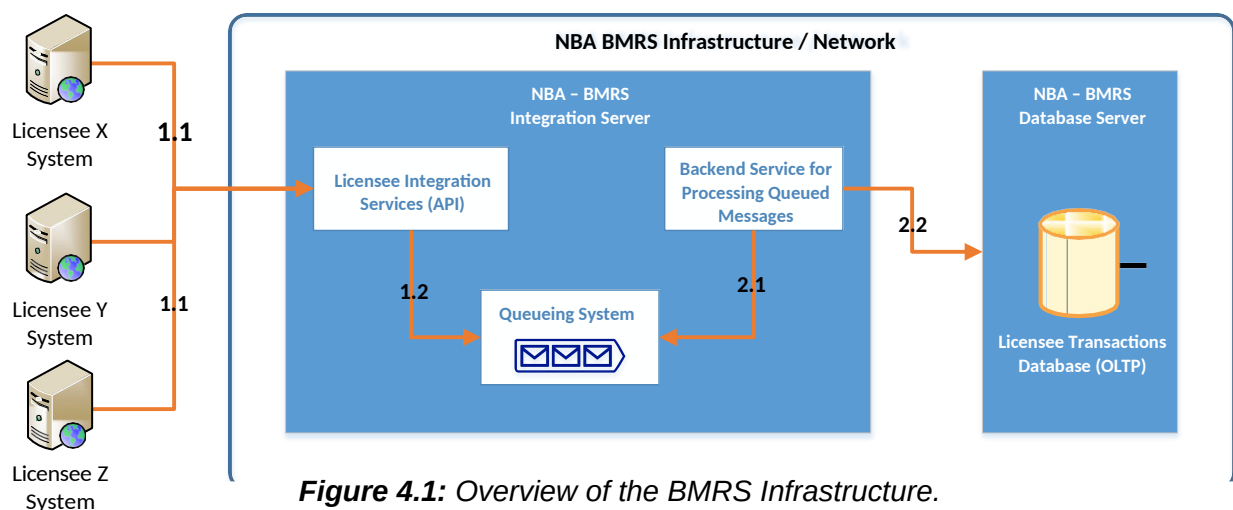 NBA BMRS Infrastructure / Network
Licensee X
System
1.1
Licensee Y
System
1.1
Licensee Z
System
NBA – BMRS
Integration Server
Licensee Integration
Services (API)
1.2
Queueing System
Backend Service for
Processing Queued
Messages
2.1
2.2
NBA – BMRS
Database Server
Licensee Transactions
Database (OLTP)
Figure 4.1: Overview of the BMRS Infrastructure.